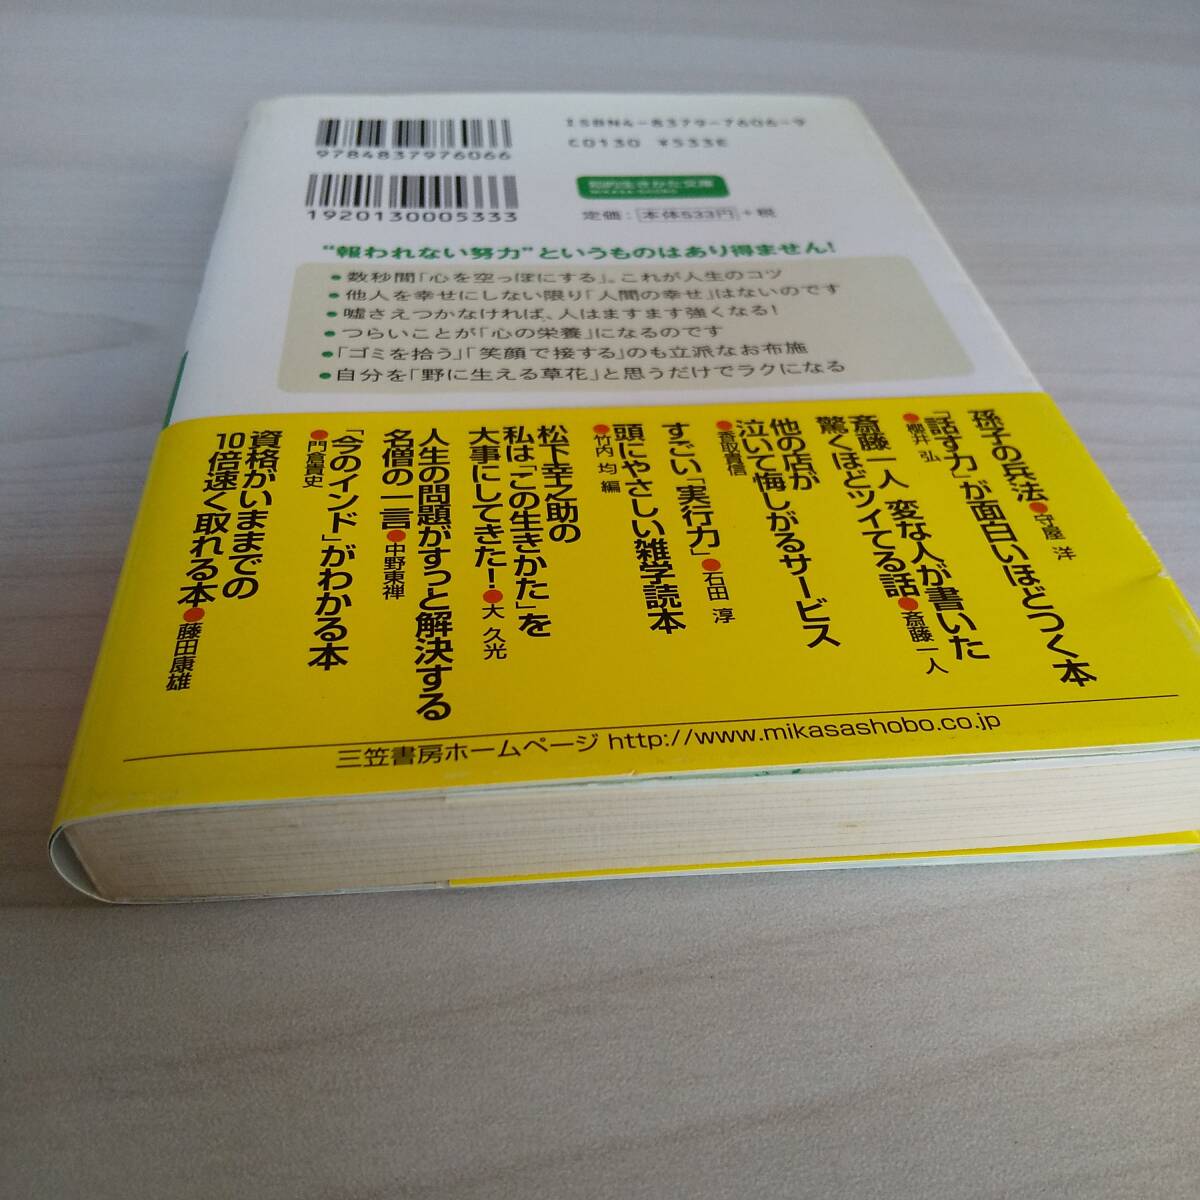 9784837976066
ISBN4-8379-7606-9
C0130 ¥533E
1920130005333
知的生きかた文庫
定価:本体533円+税
“報われない努力”というものはあり得ません!
●数秒間「心を空っぽにする」。これが人生のコツ
●他人を幸せにしない限り「人間の幸せ」はないのです
●嘘さえつかなければ、人はますます強くなる!
●つらいことが「心の栄養」になるのです
●「ゴミを拾う」「笑顔で接する」のも立派なお布施
●自分を「野に生える草花」と思うだけでラクになる
孫子の兵法●守屋 洋
「話す力」が面白いほどつく本
●櫻井 弘
斎藤一人 変な人が書いた
驚くほどツイてる話●斎藤一人
他の店が
泣いて悔しがるサービス
●香取貴信
すごい「実行力」●石田 淳
頭にやさしい雑学読本
●竹内 均 編
松下幸之助の
私は「この生きかた」を
大事にしてきた!●大久光
人生の問題がすっと解決する
名僧の一言●中野東禅
「今のインド」がわかる本
●門倉貴史
資格がいままでの
10倍速く取れる本●藤田康雄
三笠書房ホームページ http://www.mikasashobo.co.jp